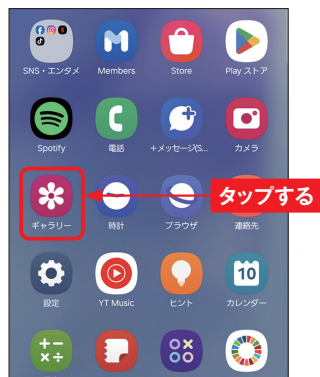 SNS・エンタメ
Members
Store
Play ストア
Spotify
電話
+メッセージ(S...
カメラ
タップする
ギャラリー
時計
ブラウザ
連絡先
10
設定
YT Music
ヒント
カレンダー